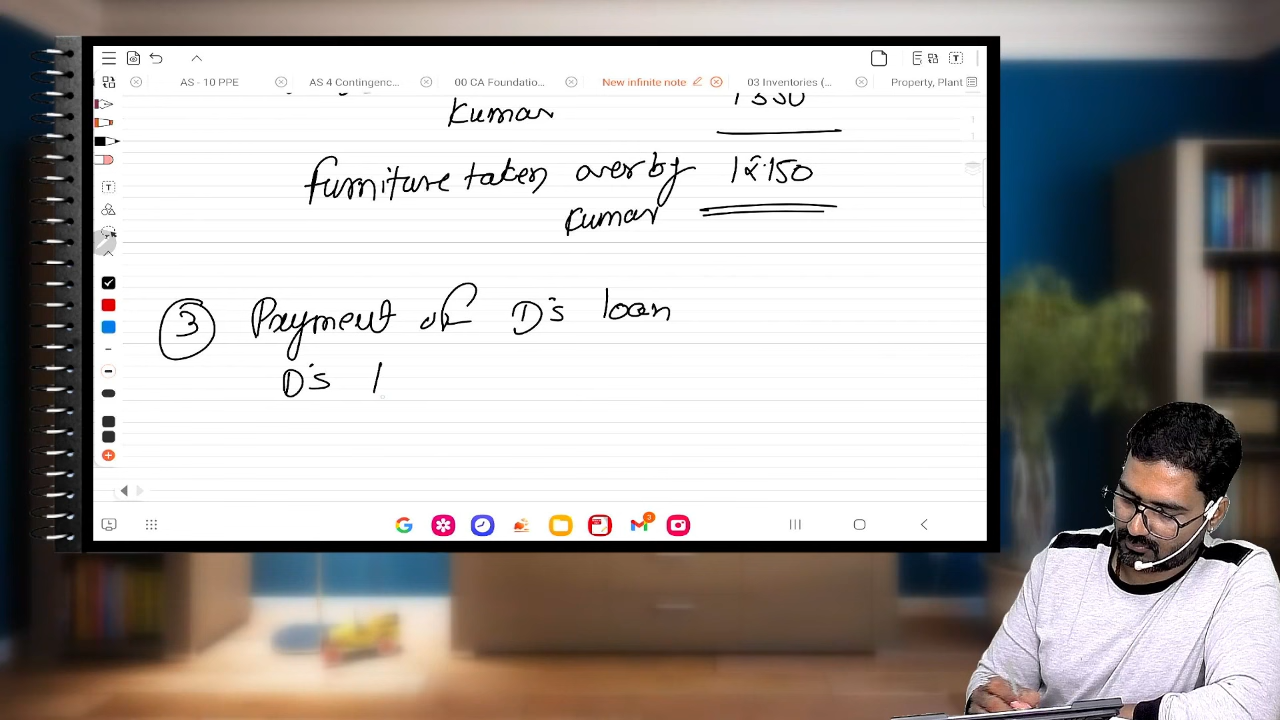 AS - 10 PPE
AS 4 Contingenc...
00 CA-Foundatio...
New infinite note
03 Inventories (...
Property, Plant
Kumar
furniture taken over by 12150
Kumar
3 Payment of D's loan
D's l
3